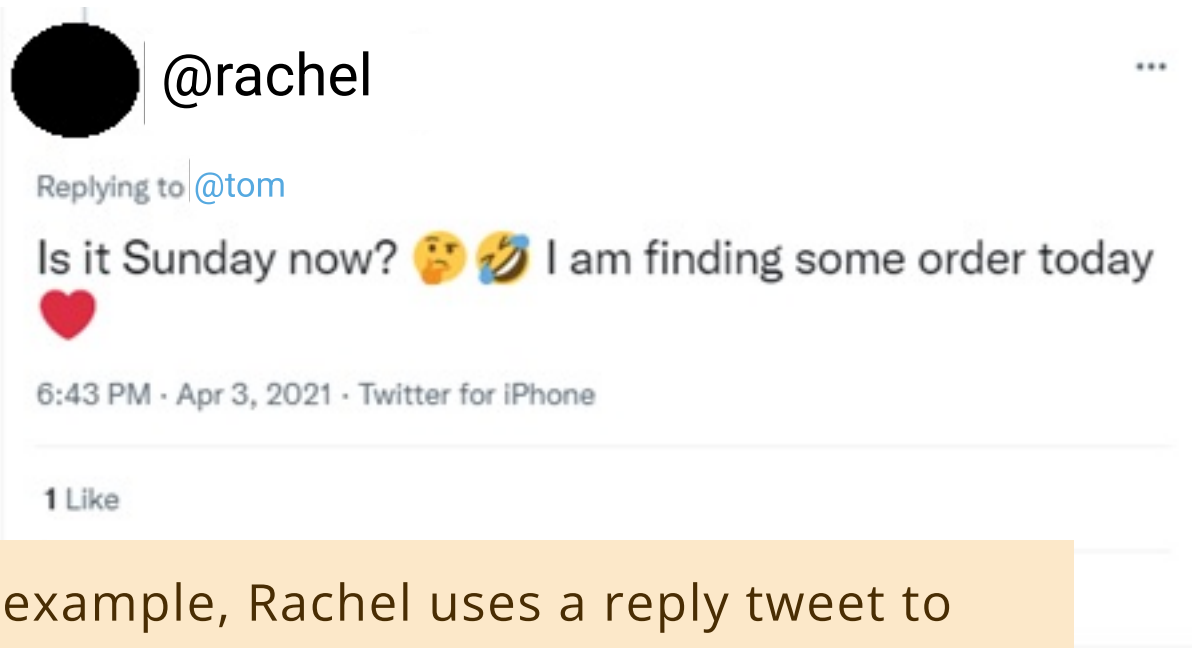 @rachel
Replying to @tom
Is it Sunday now? 🤔🤣 I am finding some order today
❤️
6:43 PM · Apr 3, 2021 · Twitter for iPhone
1 Like
example, Rachel uses a reply tweet to